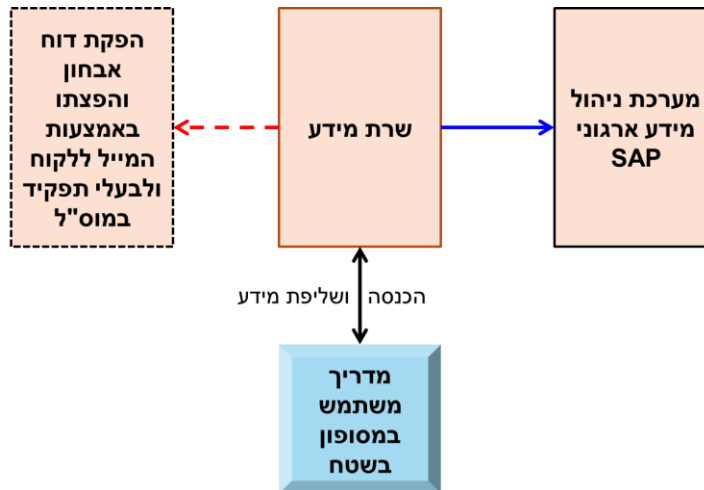 מערכת ניהול
מידע ארגוני
SAP
שרת מידע
הפקת דוח
אבחון
והפצתו
באמצעות
המייל ללקוח
ולבעלי תפקיד
במוס"ל
הכנסה ושליפת מידע
מדריך
משתמש
במסופון
בשטח